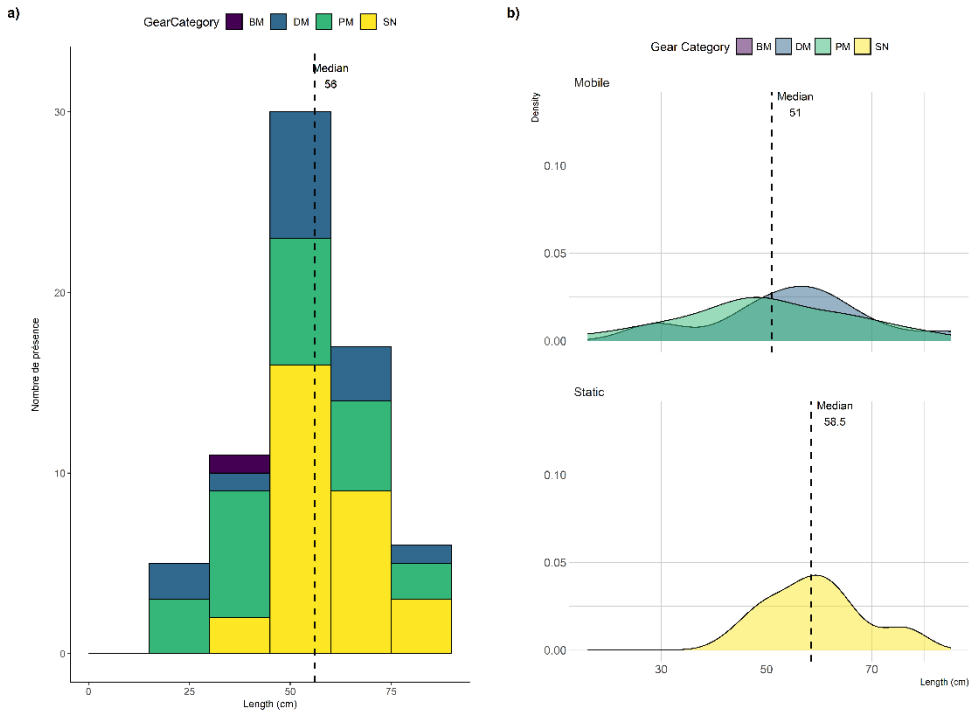 a)
GearCategory BM DM PM SN
Median
56
30
20
10
0
Nombre de présence
0 25 50 75
Length (cm)
b)
Gear Category BM DM PM SN
Mobile
Density
Median
51
0.10
0.05
0.00
Static
Median
58.5
0.10
0.05
0.00
30 50 70
Length (cm)